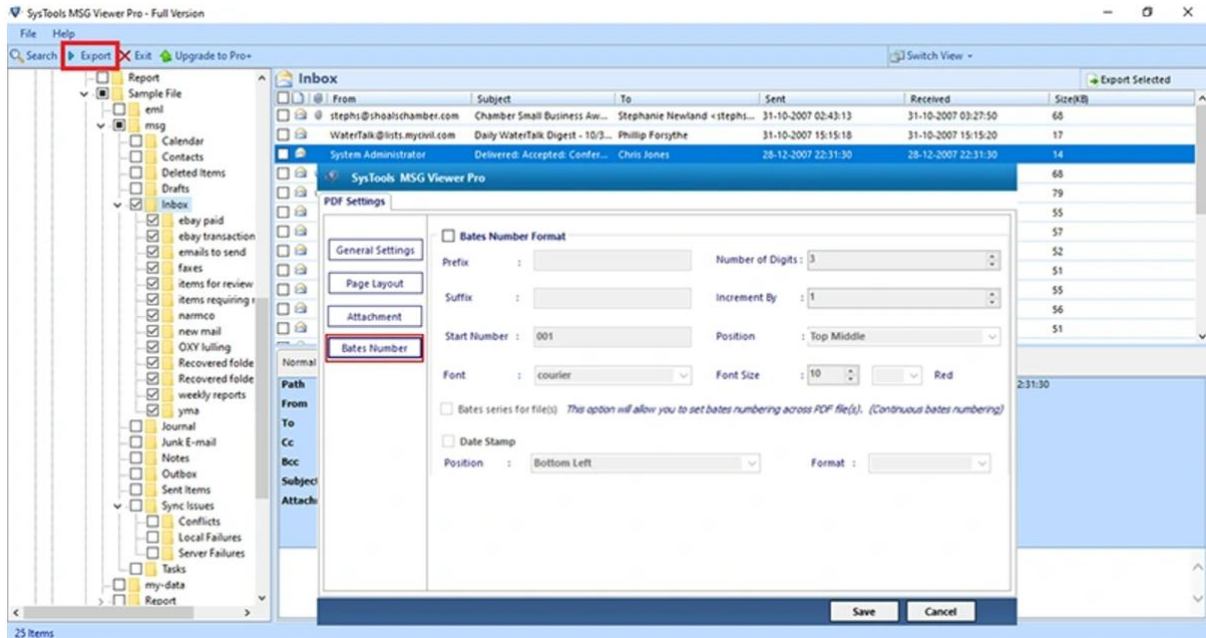 SysTools MSG Viewer Pro - Full Version
File Help
Search Export Exit Upgrade to Pro+ Switch View
Report
Sample File
eml
msg
Calendar
Contacts
Deleted Items
Drafts
Inbox
ebay paid
ebay transaction
emails to send
faxes
items for review
items requiring
narmco
new mail
OXY lulling
Recovered folde
Recovered folde
weekly reports
yma
Journal
Junk E-mail
Notes
Outbox
Sent Items
Sync Issues
Conflicts
Local Failures
Server Failures
Tasks
my-data
Report
Inbox Export Selected
From Subject To Sent Received Size(KB)
stephs@shoalschamber.com Chamber Small Business Aw... Stephanie Newland <stephs... 31-10-2007 02:43:13 31-10-2007 03:27:50 68
WaterTalk@lists.mycivil.com Daily WaterTalk Digest - 10/3... Phillip Forsythe 31-10-2007 15:15:18 31-10-2007 15:15:20 17
System Administrator Delivered: Accepted: Confer... Chris Jones 28-12-2007 22:31:30 28-12-2007 22:31:30 14
68
79
55
57
52
51
55
56
51
Normal
Path 2:31:30
From
To
Cc
Bcc
Subject
Attach
SysTools MSG Viewer Pro
PDF Settings
General Settings
Page Layout
Attachment
Bates Number
Bates Number Format
Prefix : Number of Digits : 3
Suffix : Increment By : 1
Start Number : 001 Position : Top Middle
Font : courier Font Size : 10 Red
Bates series for file(s) This option will allow you to set bates numbering across PDF file(s). (Continuous bates numbering)
Date Stamp
Position : Bottom Left Format :
Save Cancel
25 Items